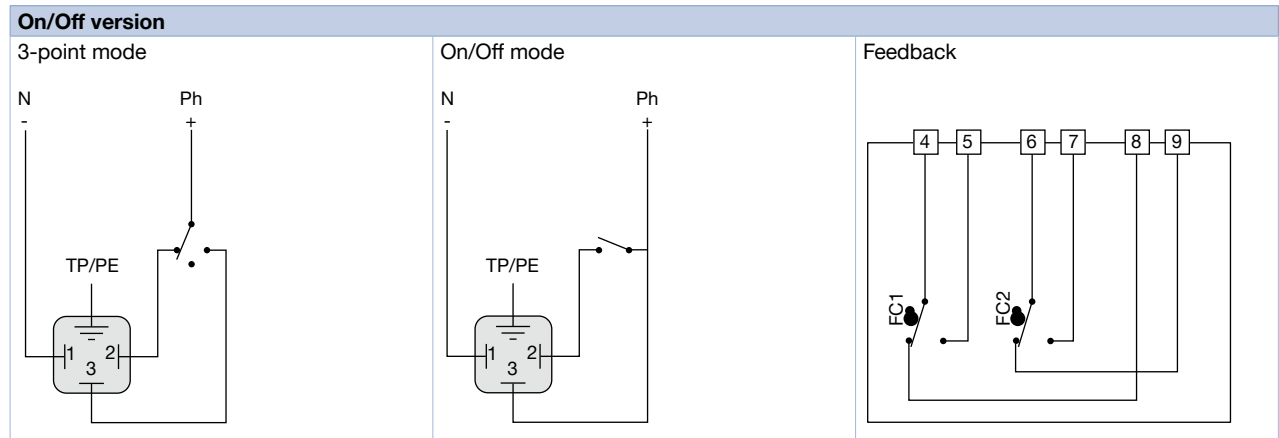 On/Off version
3-point mode
N Ph
- +
TP/PE
1 2
3
On/Off mode
N Ph
- +
TP/PE
1 2
3
Feedback
4 5 6 7 8 9
FC1 FC2